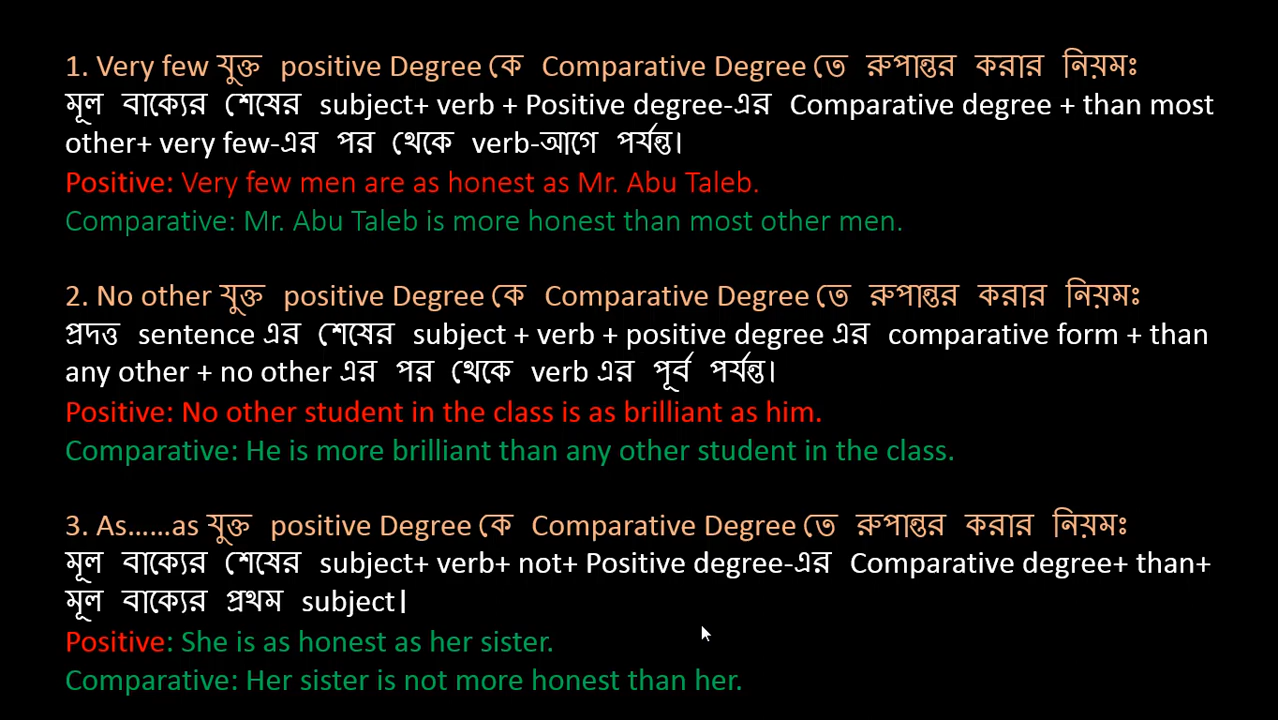 1. Very few যুক্ত positive Degree কে Comparative Degree তে রুপান্তর করার নিয়মঃ
মূল বাক্যের শেষের subject+ verb + Positive degree-এর Comparative degree + than most
other+ very few-এর পর থেকে verb-আগে পর্যন্ত।
Positive: Very few men are as honest as Mr. Abu Taleb.
Comparative: Mr. Abu Taleb is more honest than most other men.
2. No other যুক্ত positive Degree কে Comparative Degree তে রুপান্তর করার নিয়মঃ
প্রদত্ত sentence এর শেষের subject + verb + positive degree এর comparative form + than
any other + no other এর পর থেকে verb এর পূর্ব পর্যন্ত।
Positive: No other student in the class is as brilliant as him.
Comparative: He is more brilliant than any other student in the class.
3. As……as যুক্ত positive Degree কে Comparative Degree তে রুপান্তর করার নিয়মঃ
মূল বাক্যের শেষের subject+ verb+ not+ Positive degree-এর Comparative degree+ than+
মূল বাক্যের প্রথম subject।
Positive: She is as honest as her sister.
Comparative: Her sister is not more honest than her.